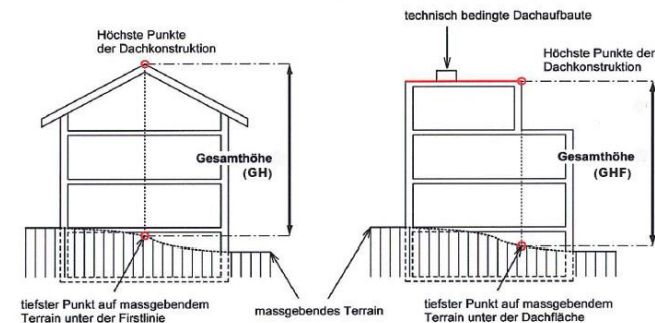 technisch bedingte Dachaufbaute
Höchste Punkte
der Dachkonstruktion
Höchste Punkte der
Dachkonstruktion
Gesamthöhe
(GH)
Gesamthöhe
(GHF)
tiefster Punkt auf massgebendem
Terrain unter der Firstlinie
massgebendes Terrain
tiefster Punkt auf massgebendem
Terrain unter der Dachfläche